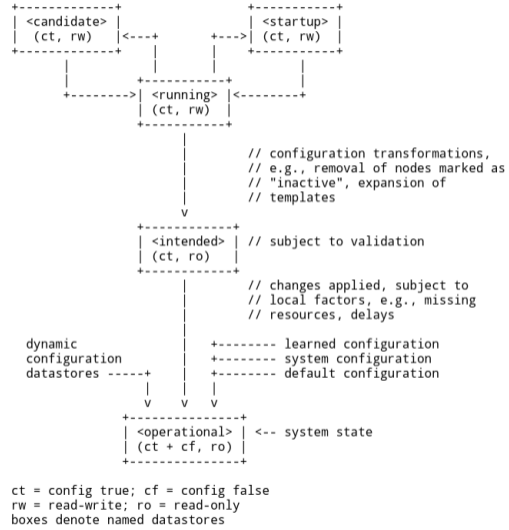 +-------------+                 +-----------+
| <candidate> |                 | <startup> |
|  (ct, rw)   |<---+       +--->| (ct, rw)  |
+-------------+    |       |    +-----------+
       |           |       |           |
       |         +-----------+         |
       +-------->| <running> |<--------+
                 | (ct, rw)  |
                 +-----------+
                       |
                       |        // configuration transformations,
                       |        // e.g., removal of nodes marked as
                       |        // "inactive", expansion of
                       |        // templates
                       v
                 +------------+
                 | <intended> | // subject to validation
                 | (ct, ro)   |
                 +------------+
                       |        // changes applied, subject to
                       |        // local factors, e.g., missing
                       |        // resources, delays
                       |
  dynamic              |   +-------- learned configuration
  configuration        |   +-------- system configuration
  datastores -----+    |   +-------- default configuration
                  |    |   |
                  v    v   v
               +---------------+
               | <operational> | <-- system state
               | (ct + cf, ro) |
               +---------------+
ct = config true; cf = config false
rw = read-write; ro = read-only
boxes denote named datastores